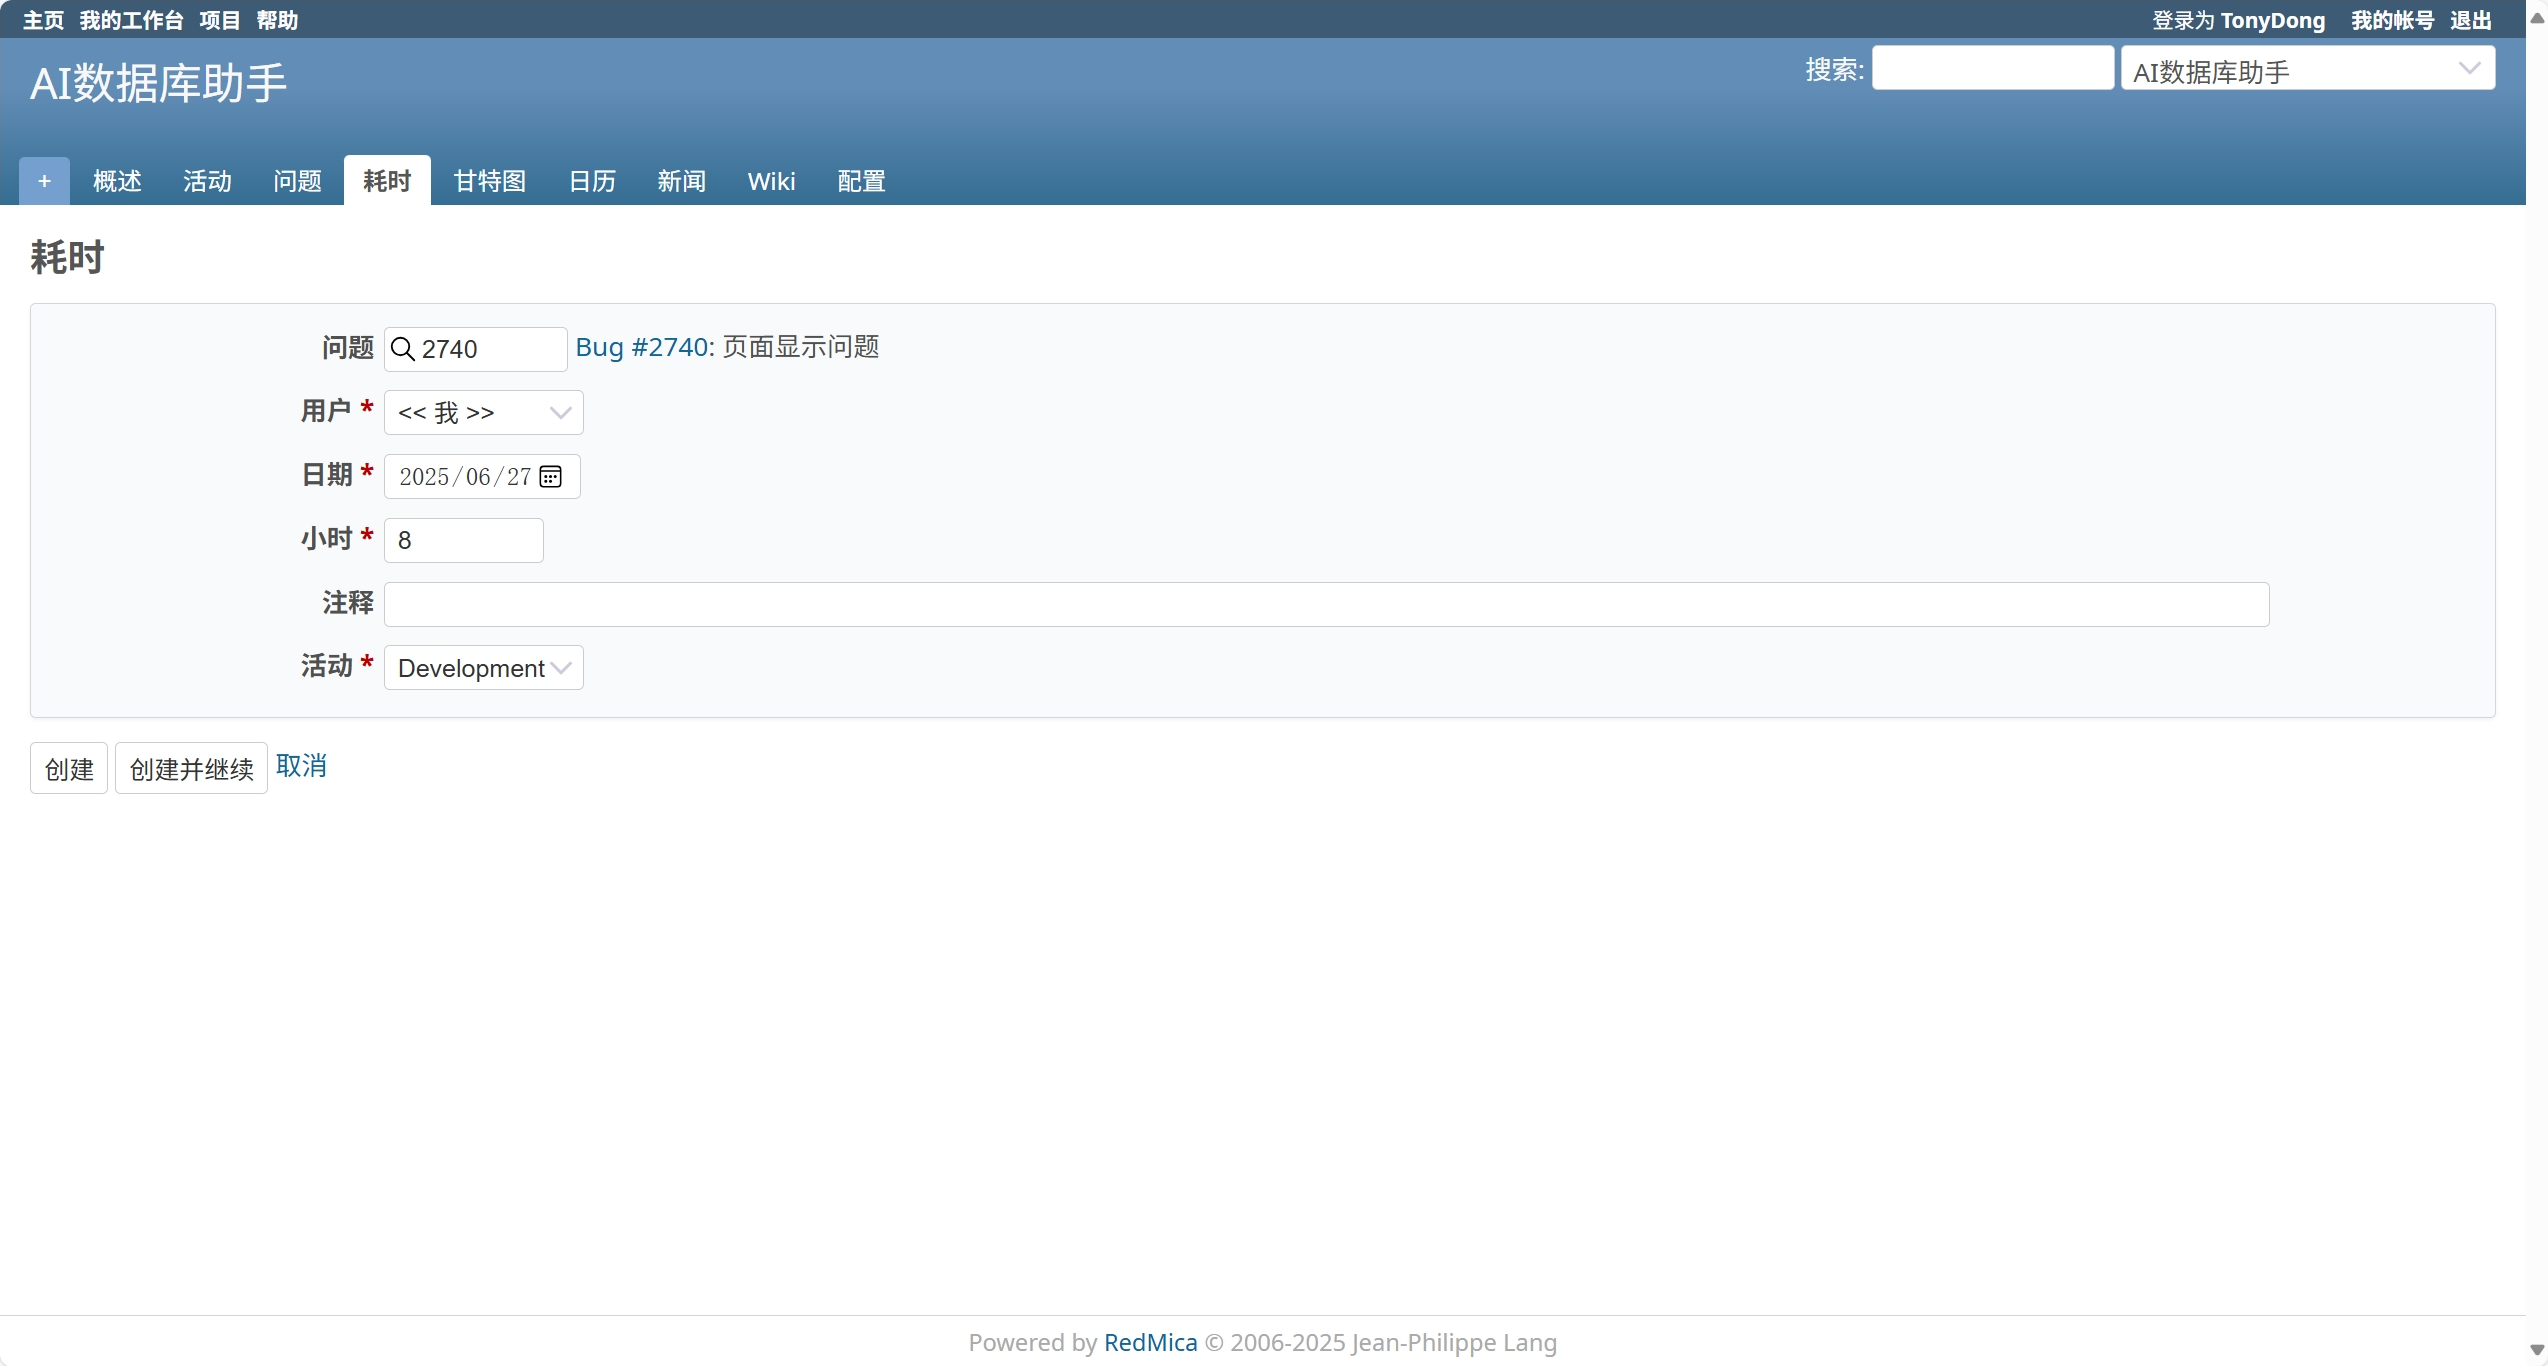 主页 我的工作台 项目 帮助 登录为 TonyDong 我的帐号 退出
AI数据库助手 搜索: AI数据库助手
+ 概述 活动 问题 耗时 甘特图 日历 新闻 Wiki 配置
耗时
问题 2740 Bug #2740: 页面显示问题
用户 * << 我 >>
日期 * 2025/06/27
小时 * 8
注释
活动 * Development
创建 创建并继续 取消
Powered by RedMica © 2006-2025 Jean-Philippe Lang